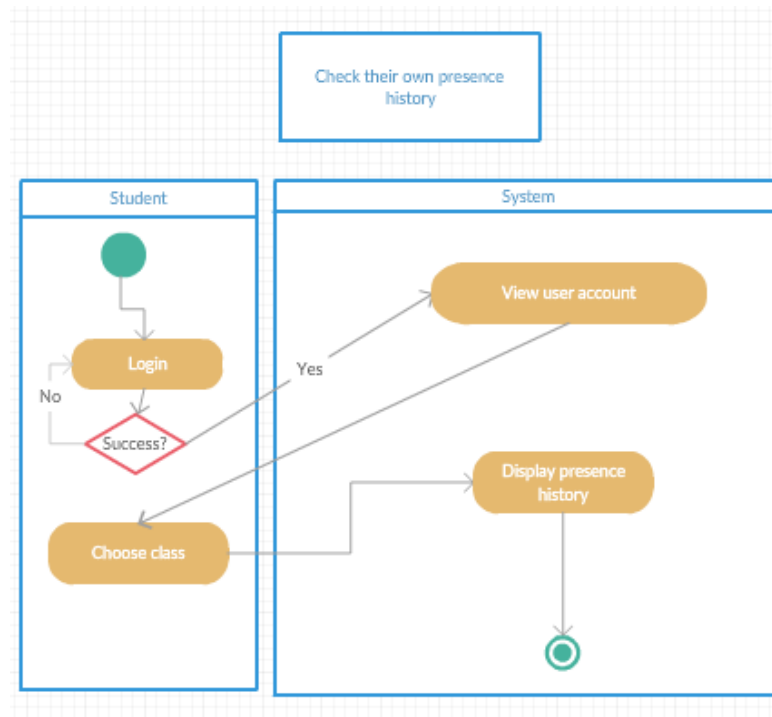 Check their own presence
history
Student
System
View user account
Login
Yes
No
Success?
Display presence
history
Choose class